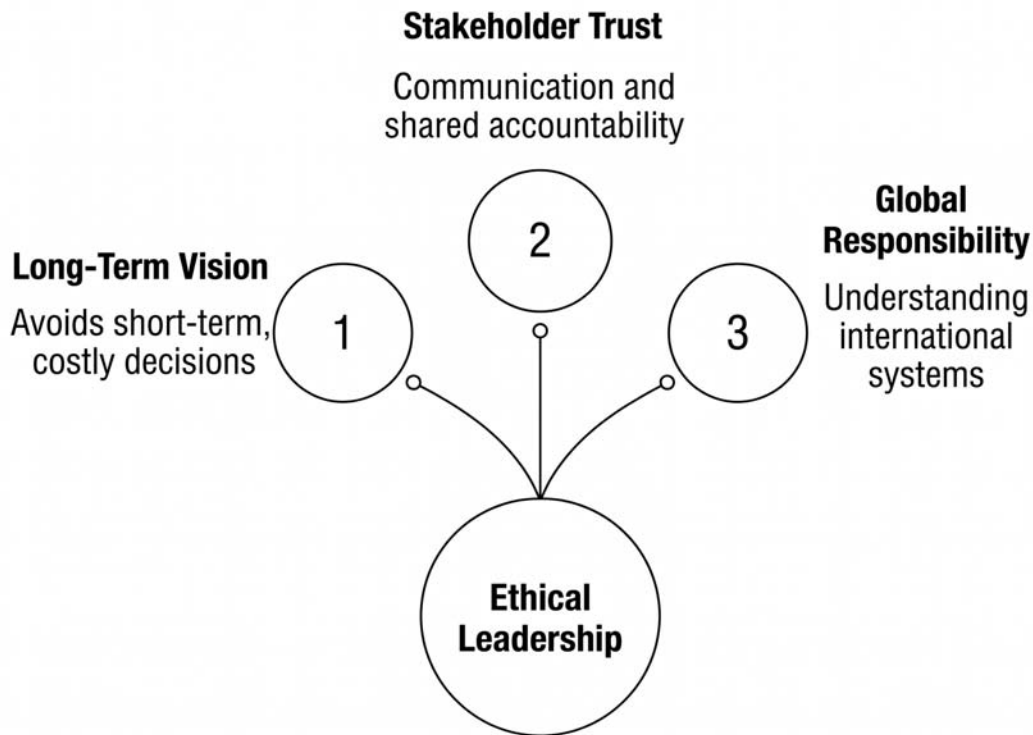 Stakeholder Trust
Communication and
shared accountability
2
Global
Responsibility
Understanding
international
systems
3
Long-Term Vision
Avoids short-term,
costly decisions
1
Ethical
Leadership